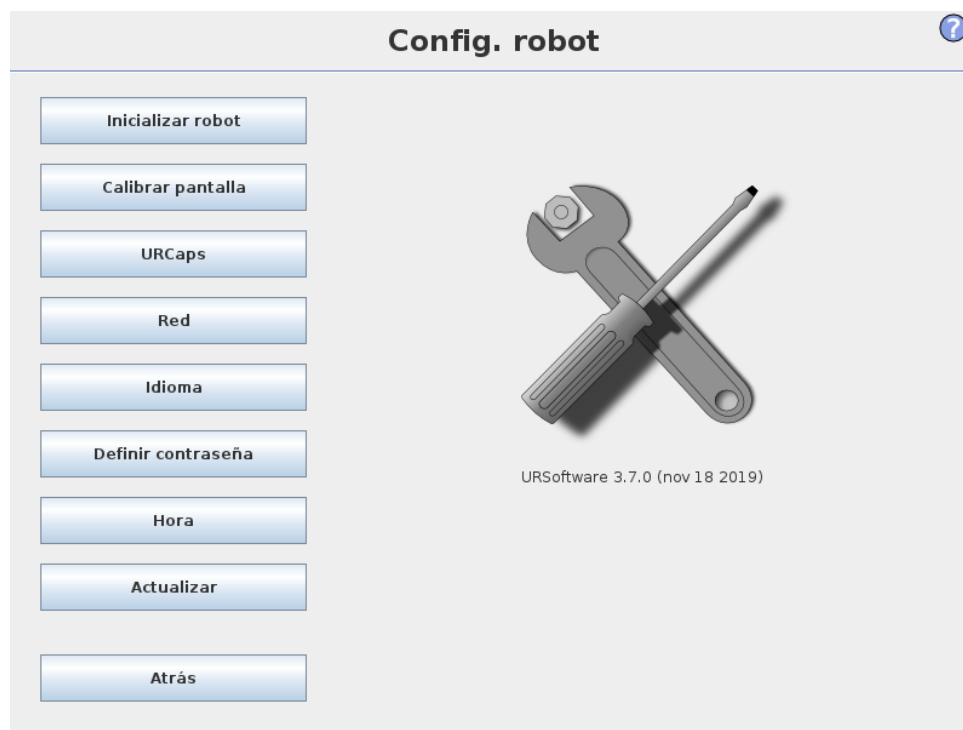 Config. robot
?
Inicializar robot
Calibrar pantalla
URCaps
Red
Idioma
Definir contraseña
Hora
Actualizar
Atrás
URSoftware 3.7.0 (nov 18 2019)